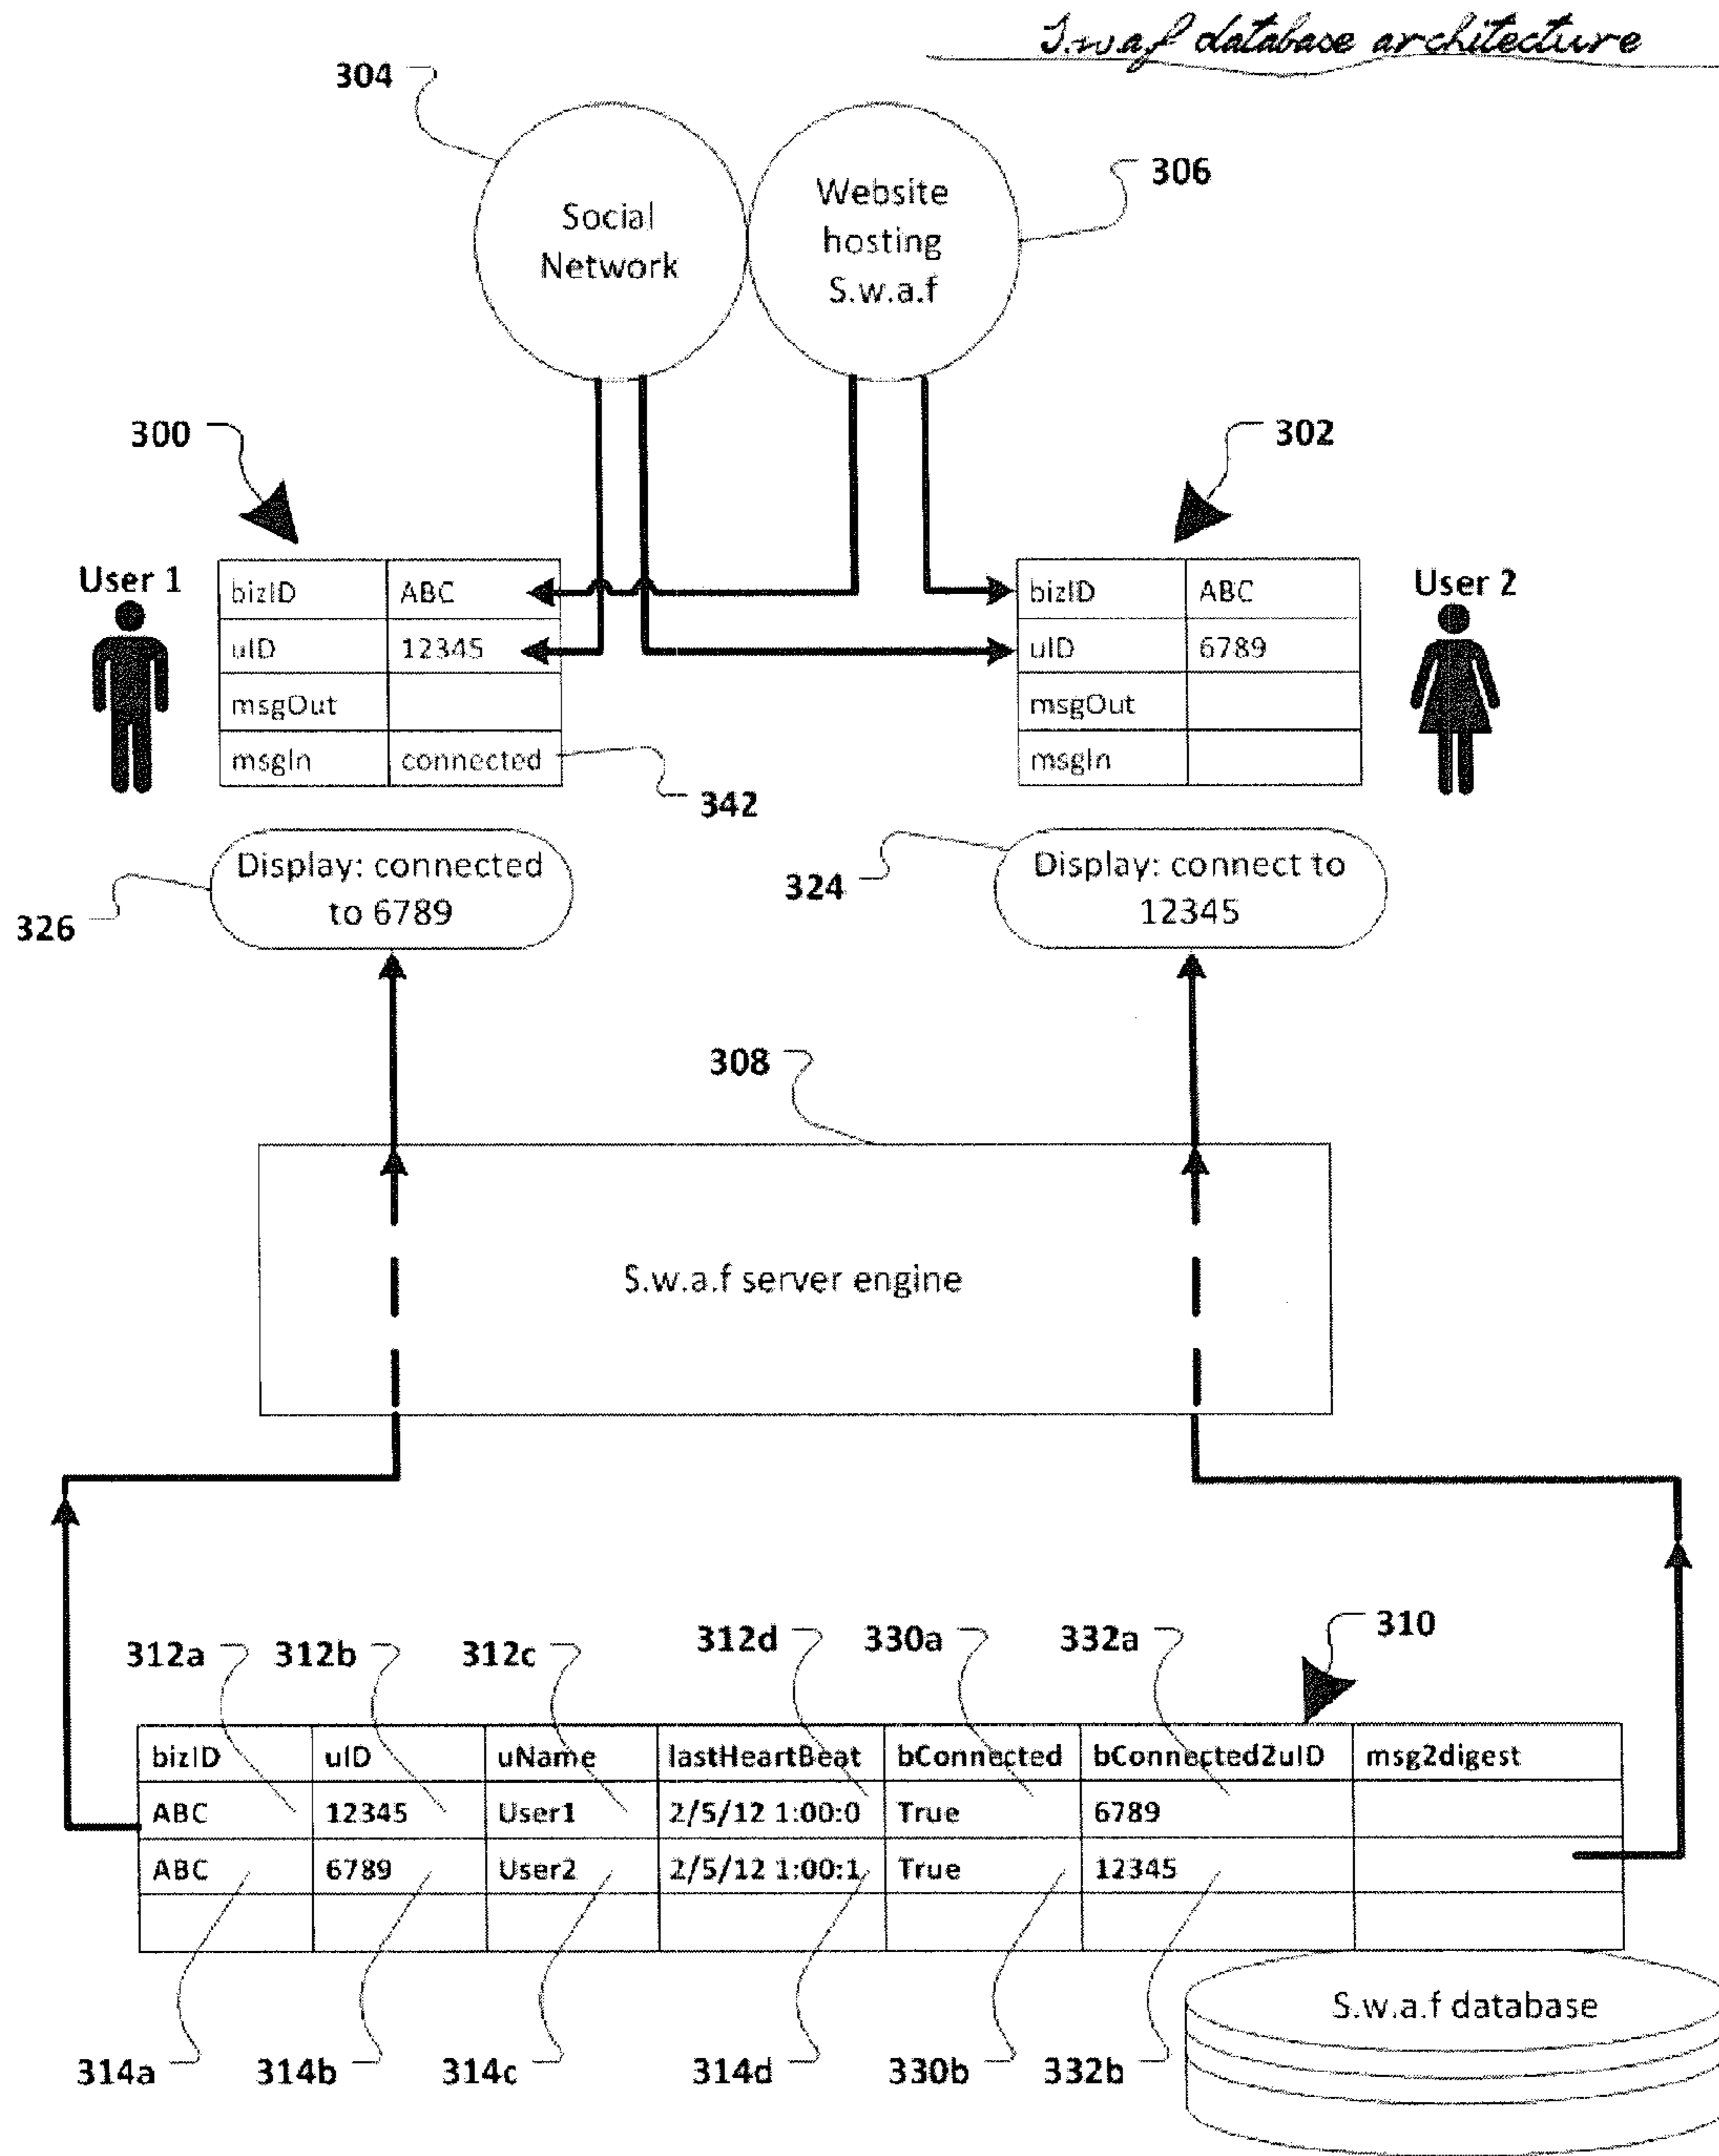 S.w.a.f database architecture
304
306
Social
Network
Website
hosting
S.w.a.f
300
302
User 1
bizID ABC
uID 12345
msgOut
msgIn connected
bizID ABC
uID 6789
msgOut
msgIn
User 2
342
Display: connected
to 6789
326
Display: connect to
12345
324
308
S.w.a.f server engine
310
312a 312b 312c 312d 330a 332a
bizID uID uName lastHeartBeat bConnected bConnected2uID msg2digest
ABC 12345 User1 2/5/12 1:00:0 True 6789
ABC 6789 User2 2/5/12 1:00:1 True 12345
S.w.a.f database
314a 314b 314c 314d 330b 332b